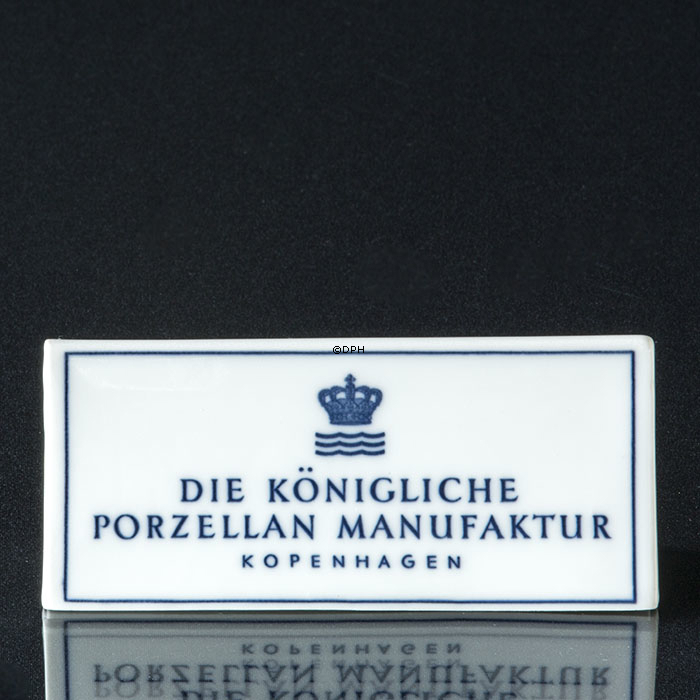 ©DPH
DIE KÖNIGLICHE
PORZELLAN MANUFAKTUR
KOPENHAGEN